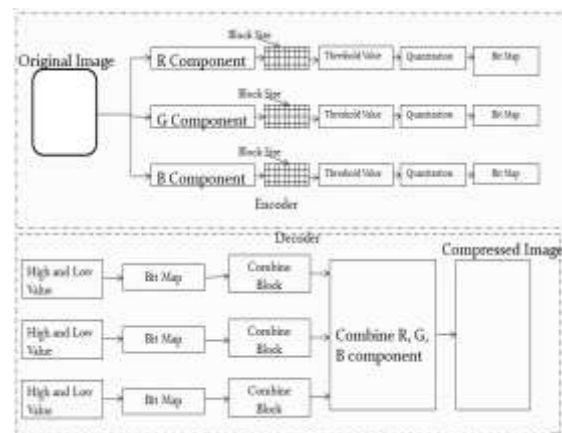 Block Size
Original Image
R Component
Threshold Value
Quantization
Bit Map
Block Size
G Component
Threshold Value
Quantization
Bit Map
Block Size
B Component
Threshold Value
Quantization
Bit Map
Encoder
Decoder
Compressed Image
High and Low
Value
Bit Map
Combine
Block
High and Low
Value
Bit Map
Combine
Block
Combine R, G,
B component
High and Low
Value
Bit Map
Combine
Block